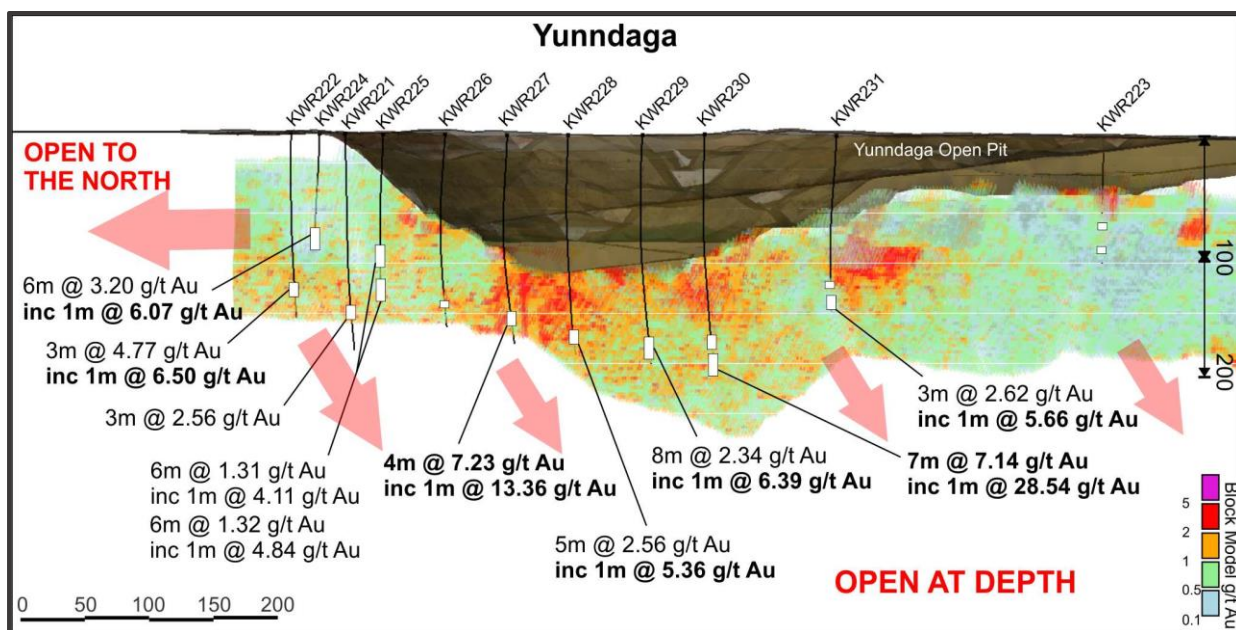 Yunndaga
KWR222
KWR224
KWR221
KWR225
KWR226
KWR227
KWR228
KWR229
KWR230
KWR231
KWR223
OPEN TO
THE NORTH
Yunndaga Open Pit
100
200
6m @ 3.20 g/t Au
inc 1m @ 6.07 g/t Au
3m @ 4.77 g/t Au
inc 1m @ 6.50 g/t Au
3m @ 2.56 g/t Au
6m @ 1.31 g/t Au
inc 1m @ 4.11 g/t Au
6m @ 1.32 g/t Au
inc 1m @ 4.84 g/t Au
4m @ 7.23 g/t Au
inc 1m @ 13.36 g/t Au
5m @ 2.56 g/t Au
inc 1m @ 5.36 g/t Au
8m @ 2.34 g/t Au
inc 1m @ 6.39 g/t Au
7m @ 7.14 g/t Au
inc 1m @ 28.54 g/t Au
3m @ 2.62 g/t Au
inc 1m @ 5.66 g/t Au
OPEN AT DEPTH
0 50 100 150 200
Block Model g/t Au
5
2
1
0.5
0.1